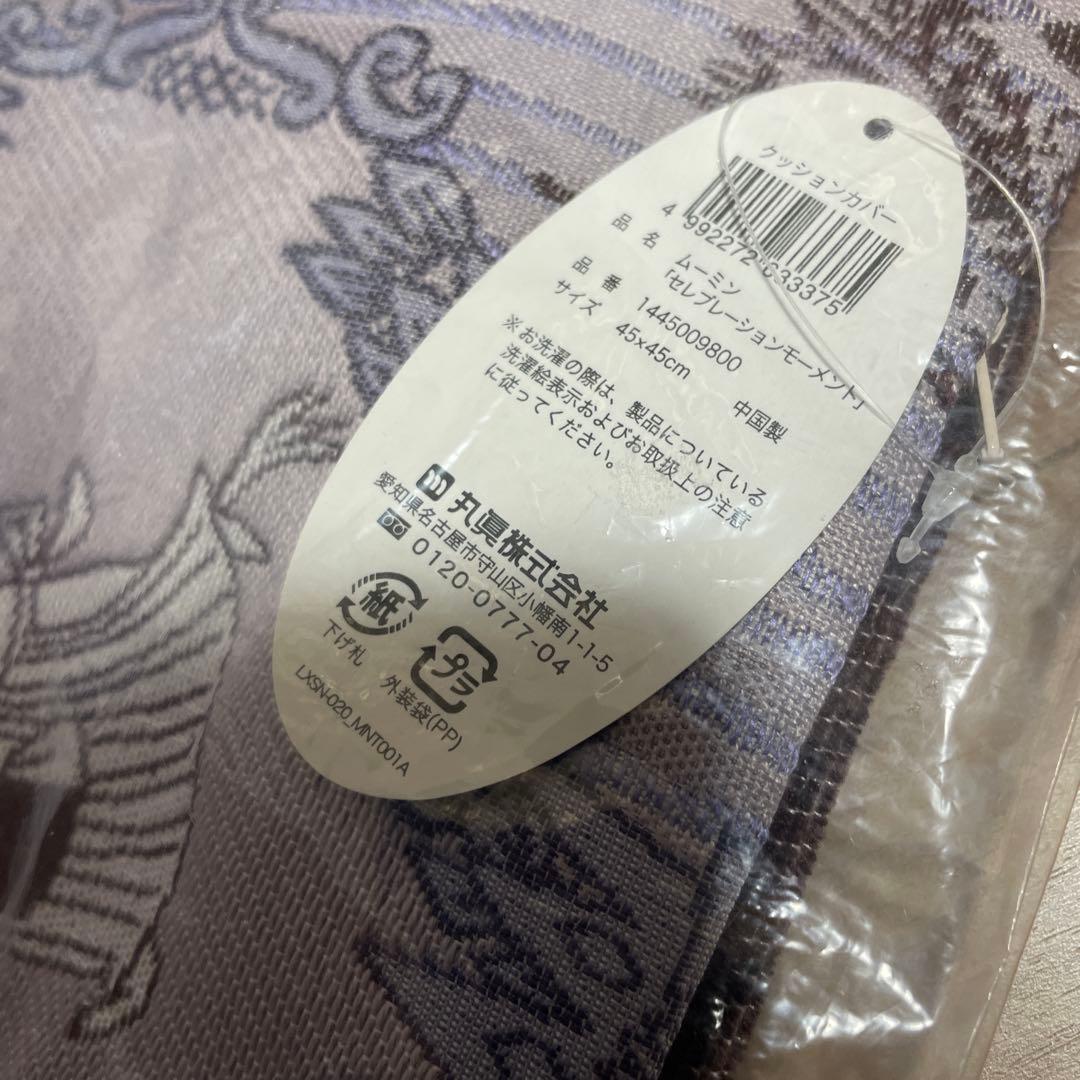 クッションカバー
4 992272 633375
品名 ムーミン
「セレブレーションモーメント」
品番 1445009800
サイズ 45x45cm 中国製
※お洗濯の際は、製品についている
洗濯絵表示およびお取扱上の注意
に従ってください。
丸眞株式会社
愛知県名古屋市守山区小幡南1-1-5
0120-0777-04
紙
下げ札
プラ
外装袋(PP)
LXSN-020_MNT001A